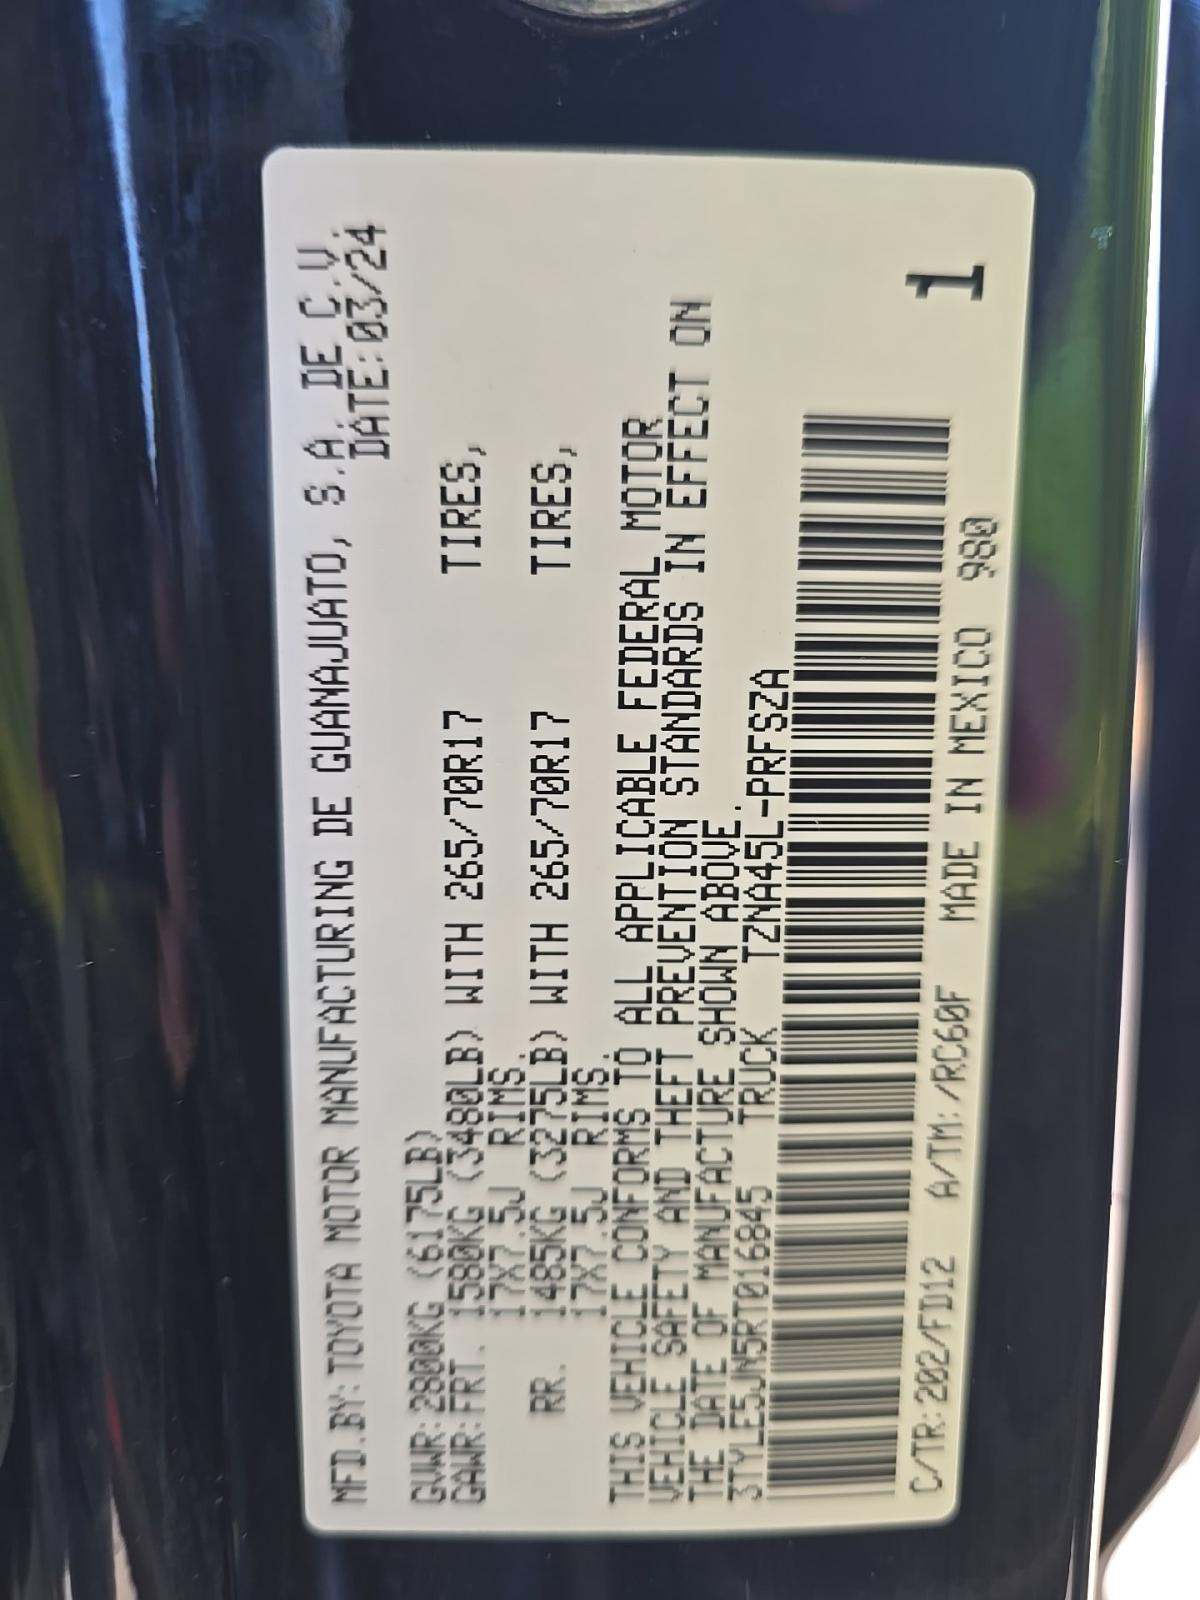 MFD.BY:TOYOTA MOTOR MANUFACTURING DE GUANAJUATO, S.A. DE C.V.
DATE:03/24
GVWR:2800KG (6175LB)
GAWR:FRT. 1580KG (3480LB) WITH 265/70R17 TIRES,
17X7.5J RIMS.
RR. 1485KG (3275LB) WITH 265/70R17 TIRES,
17X7.5J RIMS.
THIS VEHICLE CONFORMS TO ALL APPLICABLE FEDERAL MOTOR
VEHICLE SAFETY AND THEFT PREVENTION STANDARDS IN EFFECT ON
THE DATE OF MANUFACTURE SHOWN ABOVE.
3TYLE5JN5RT016845 TRUCK TZNA45L-PRFSZA
1
C/TR:202/FD12 A/TM:/RC60F MADE IN MEXICO 980